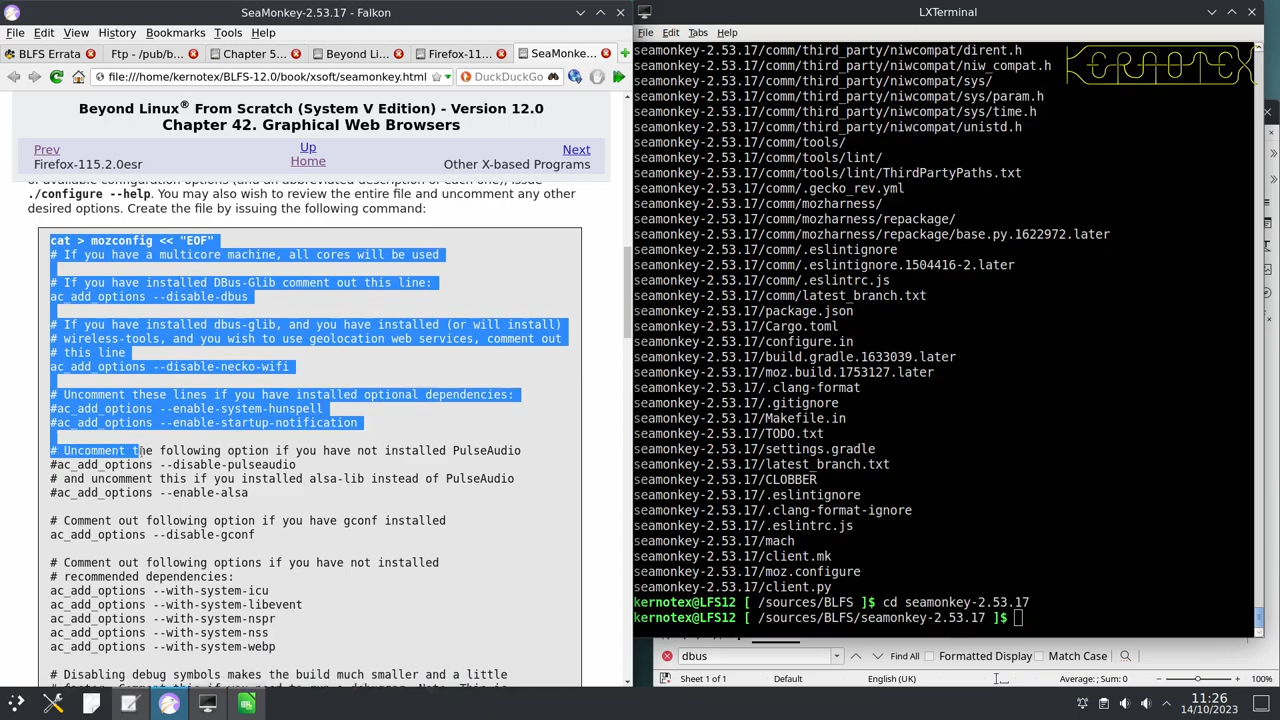 SeaMonkey-2.53.17 - Falkon
File Edit View History Bookmarks Tools Help
BLFS Errata
Ftp - /pub/b...
Chapter 5...
Beyond Li...
Firefox-11...
SeaMonke...
file:///home/kernotex/BLFS-12.0/book/xsoft/seamonkey.html
DuckDuckGo
Beyond Linux® From Scratch (System V Edition) - Version 12.0
Chapter 42. Graphical Web Browsers
Prev Up Next
Firefox-115.2.0esr Home Other X-based Programs
of available configuration options (and an abbreviated description of each one), issue
./configure --help. You may also wish to review the entire file and uncomment any other
desired options. Create the file by issuing the following command:
cat > mozconfig << "EOF"
# If you have a multicore machine, all cores will be used
# If you have installed DBus-Glib comment out this line:
ac_add_options --disable-dbus
# If you have installed dbus-glib, and you have installed (or will install)
# wireless-tools, and you wish to use geolocation web services, comment out
# this line
ac_add_options --disable-necko-wifi
# Uncomment these lines if you have installed optional dependencies:
#ac_add_options --enable-system-hunspell
#ac_add_options --enable-startup-notification
# Uncomment the following option if you have not installed PulseAudio
#ac_add_options --disable-pulseaudio
# and uncomment this if you installed alsa-lib instead of PulseAudio
#ac_add_options --enable-alsa
# Comment out following option if you have gconf installed
ac_add_options --disable-gconf
# Comment out following options if you have not installed
# recommended dependencies:
ac_add_options --with-system-icu
ac_add_options --with-system-libevent
ac_add_options --with-system-nspr
ac_add_options --with-system-nss
ac_add_options --with-system-webp
# Disabling debug symbols makes the build much smaller and a little
LXTerminal
File Edit Tabs Help
KERNOTEX
seamonkey-2.53.17/comm/third_party/niwcompat/dirent.h
seamonkey-2.53.17/comm/third_party/niwcompat/niw_compat.h
seamonkey-2.53.17/comm/third_party/niwcompat/sys/
seamonkey-2.53.17/comm/third_party/niwcompat/sys/param.h
seamonkey-2.53.17/comm/third_party/niwcompat/sys/time.h
seamonkey-2.53.17/comm/third_party/niwcompat/unistd.h
seamonkey-2.53.17/comm/tools/
seamonkey-2.53.17/comm/tools/lint/
seamonkey-2.53.17/comm/tools/lint/ThirdPartyPaths.txt
seamonkey-2.53.17/comm/.gecko_rev.yml
seamonkey-2.53.17/comm/mozharness/
seamonkey-2.53.17/comm/mozharness/repackage/
seamonkey-2.53.17/comm/mozharness/repackage/base.py.1622972.later
seamonkey-2.53.17/comm/.eslintignore
seamonkey-2.53.17/comm/.eslintignore.1504416-2.later
seamonkey-2.53.17/comm/.eslintrc.js
seamonkey-2.53.17/comm/latest_branch.txt
seamonkey-2.53.17/package.json
seamonkey-2.53.17/Cargo.toml
seamonkey-2.53.17/configure.in
seamonkey-2.53.17/build.gradle.1633039.later
seamonkey-2.53.17/moz.build.1753127.later
seamonkey-2.53.17/.clang-format
seamonkey-2.53.17/.gitignore
seamonkey-2.53.17/Makefile.in
seamonkey-2.53.17/TODO.txt
seamonkey-2.53.17/settings.gradle
seamonkey-2.53.17/latest_branch.txt
seamonkey-2.53.17/CLOBBER
seamonkey-2.53.17/.eslintignore
seamonkey-2.53.17/.clang-format-ignore
seamonkey-2.53.17/.eslintrc.js
seamonkey-2.53.17/mach
seamonkey-2.53.17/client.mk
seamonkey-2.53.17/moz.configure
seamonkey-2.53.17/client.py
kernotex@LFS12 [ /sources/BLFS ]$ cd seamonkey-2.53.17
kernotex@LFS12 [ /sources/BLFS/seamonkey-2.53.17 ]$
dbus Find All Formatted Display Match Case
Sheet 1 of 1 Default English (UK) Average: ; Sum: 0 100%
11:26
14/10/2023